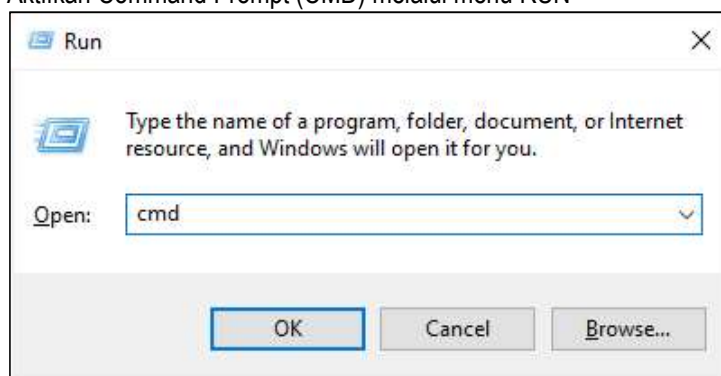 Aktifkan Command Prompt (CMD) melalui menu RUN
Run
Type the name of a program, folder, document, or Internet
resource, and Windows will open it for you.
Open:
cmd
OK
Cancel
Browse...